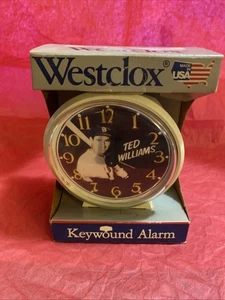 Westclox
MADE IN
USA
12
1
2
3
4
5
6
7
8
9
10
11
TED
WILLIAMS
Keywound Alarm